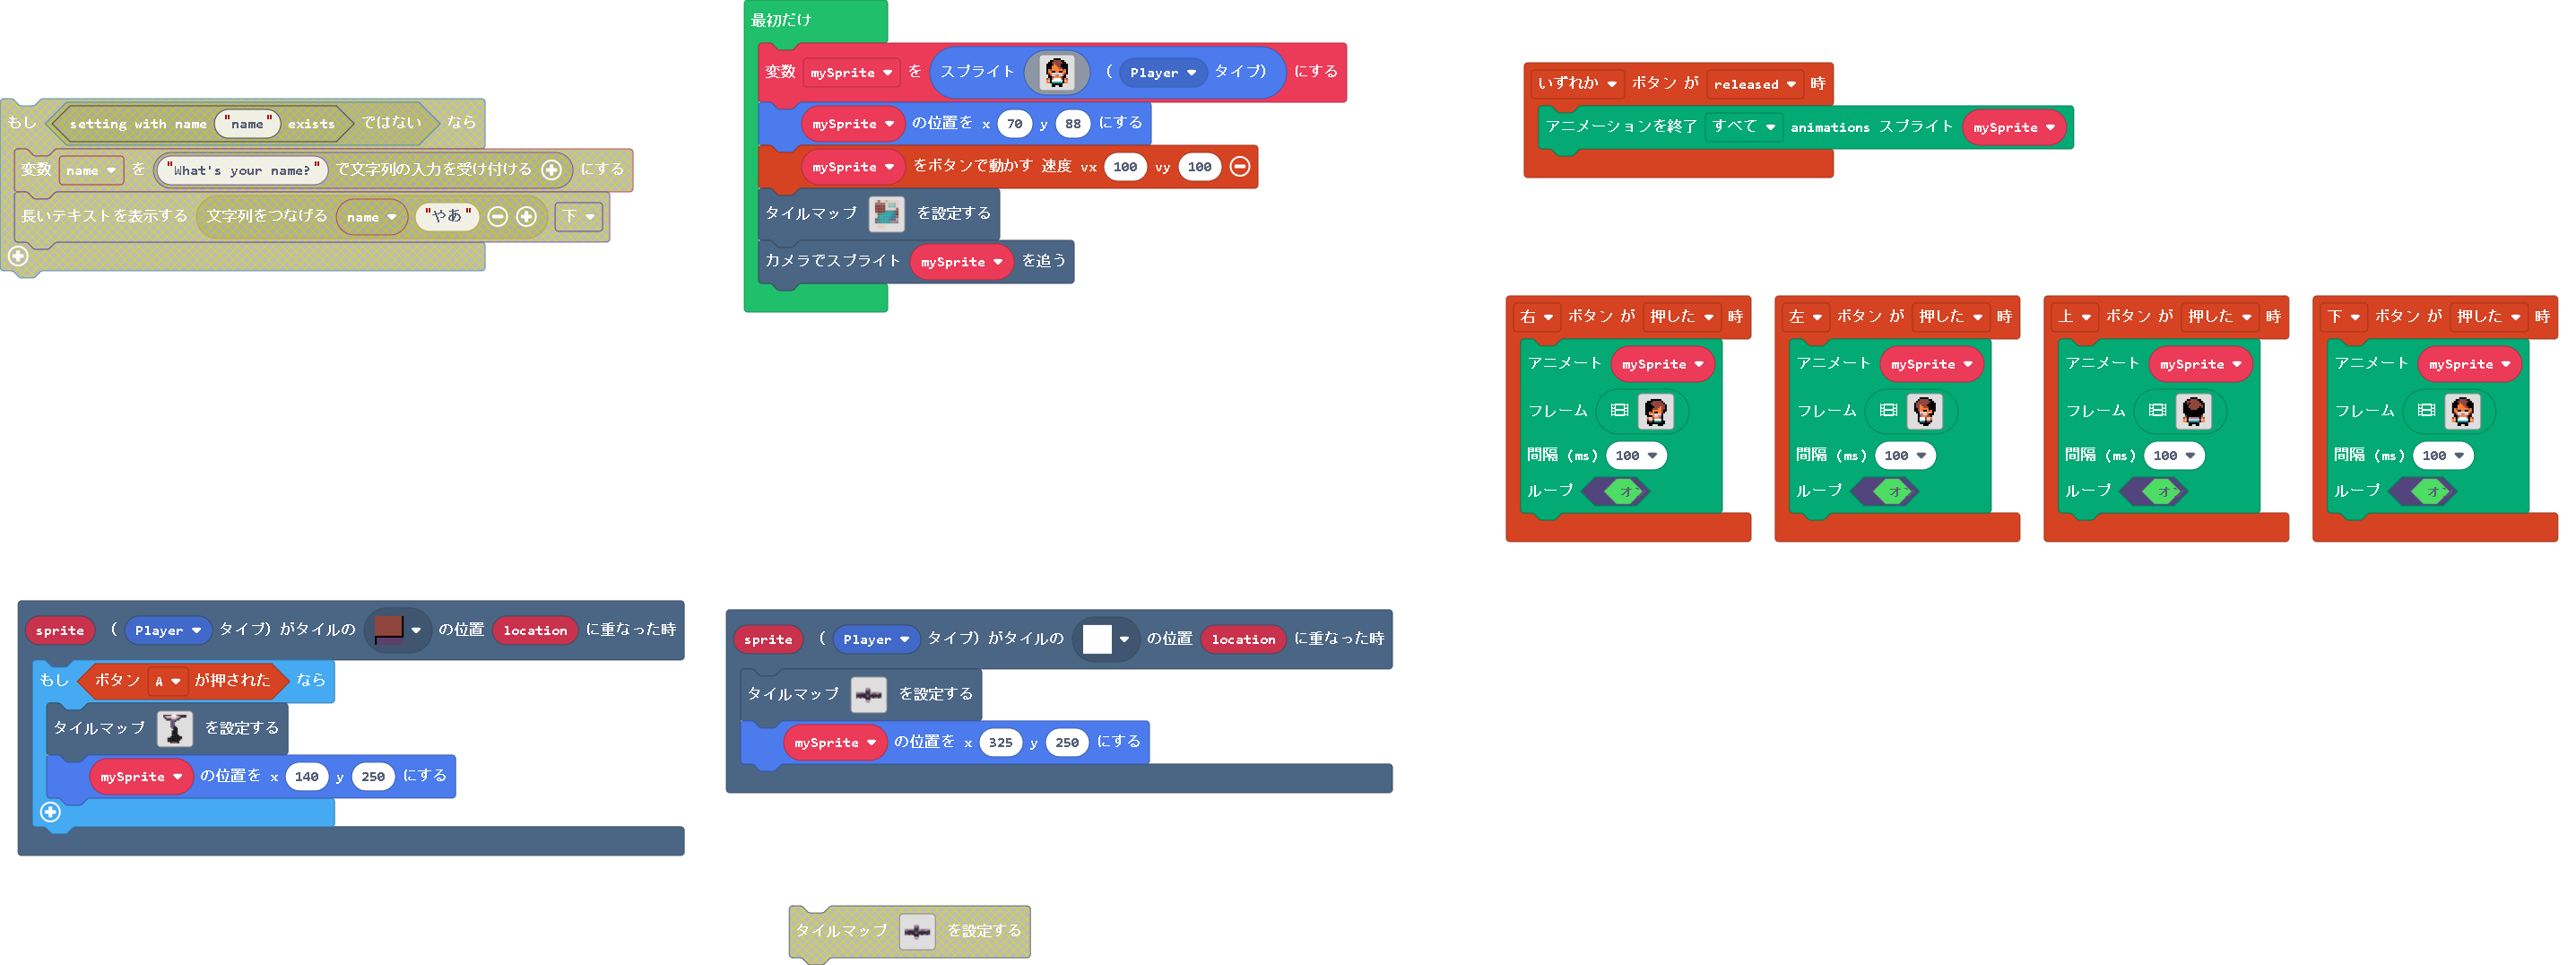 もし setting with name "name" exists ではない なら
変数 name を "What's your name?" で文字列の入力を受け付ける にする
長いテキストを表示する 文字列をつなげる name "やあ" 下
最初だけ
変数 mySprite を スプライト ( Player タイプ) にする
mySprite の位置を x 70 y 88 にする
mySprite をボタンで動かす 速度 vx 100 vy 100
タイルマップ を設定する
カメラでスプライト mySprite を追う
いずれか ボタン が released 時
アニメーションを終了 すべて animations スプライト mySprite
右 ボタン が 押した 時
アニメート mySprite
フレーム
間隔 (ms) 100
ループ
左 ボタン が 押した 時
アニメート mySprite
フレーム
間隔 (ms) 100
ループ
上 ボタン が 押した 時
アニメート mySprite
フレーム
間隔 (ms) 100
ループ
下 ボタン が 押した 時
アニメート mySprite
フレーム
間隔 (ms) 100
ループ
sprite ( Player タイプ) がタイルの の位置 location に重なった時
もし ボタン A が押された なら
タイルマップ を設定する
mySprite の位置を x 140 y 250 にする
sprite ( Player タイプ) がタイルの の位置 location に重なった時
タイルマップ を設定する
mySprite の位置を x 325 y 250 にする
タイルマップ を設定する